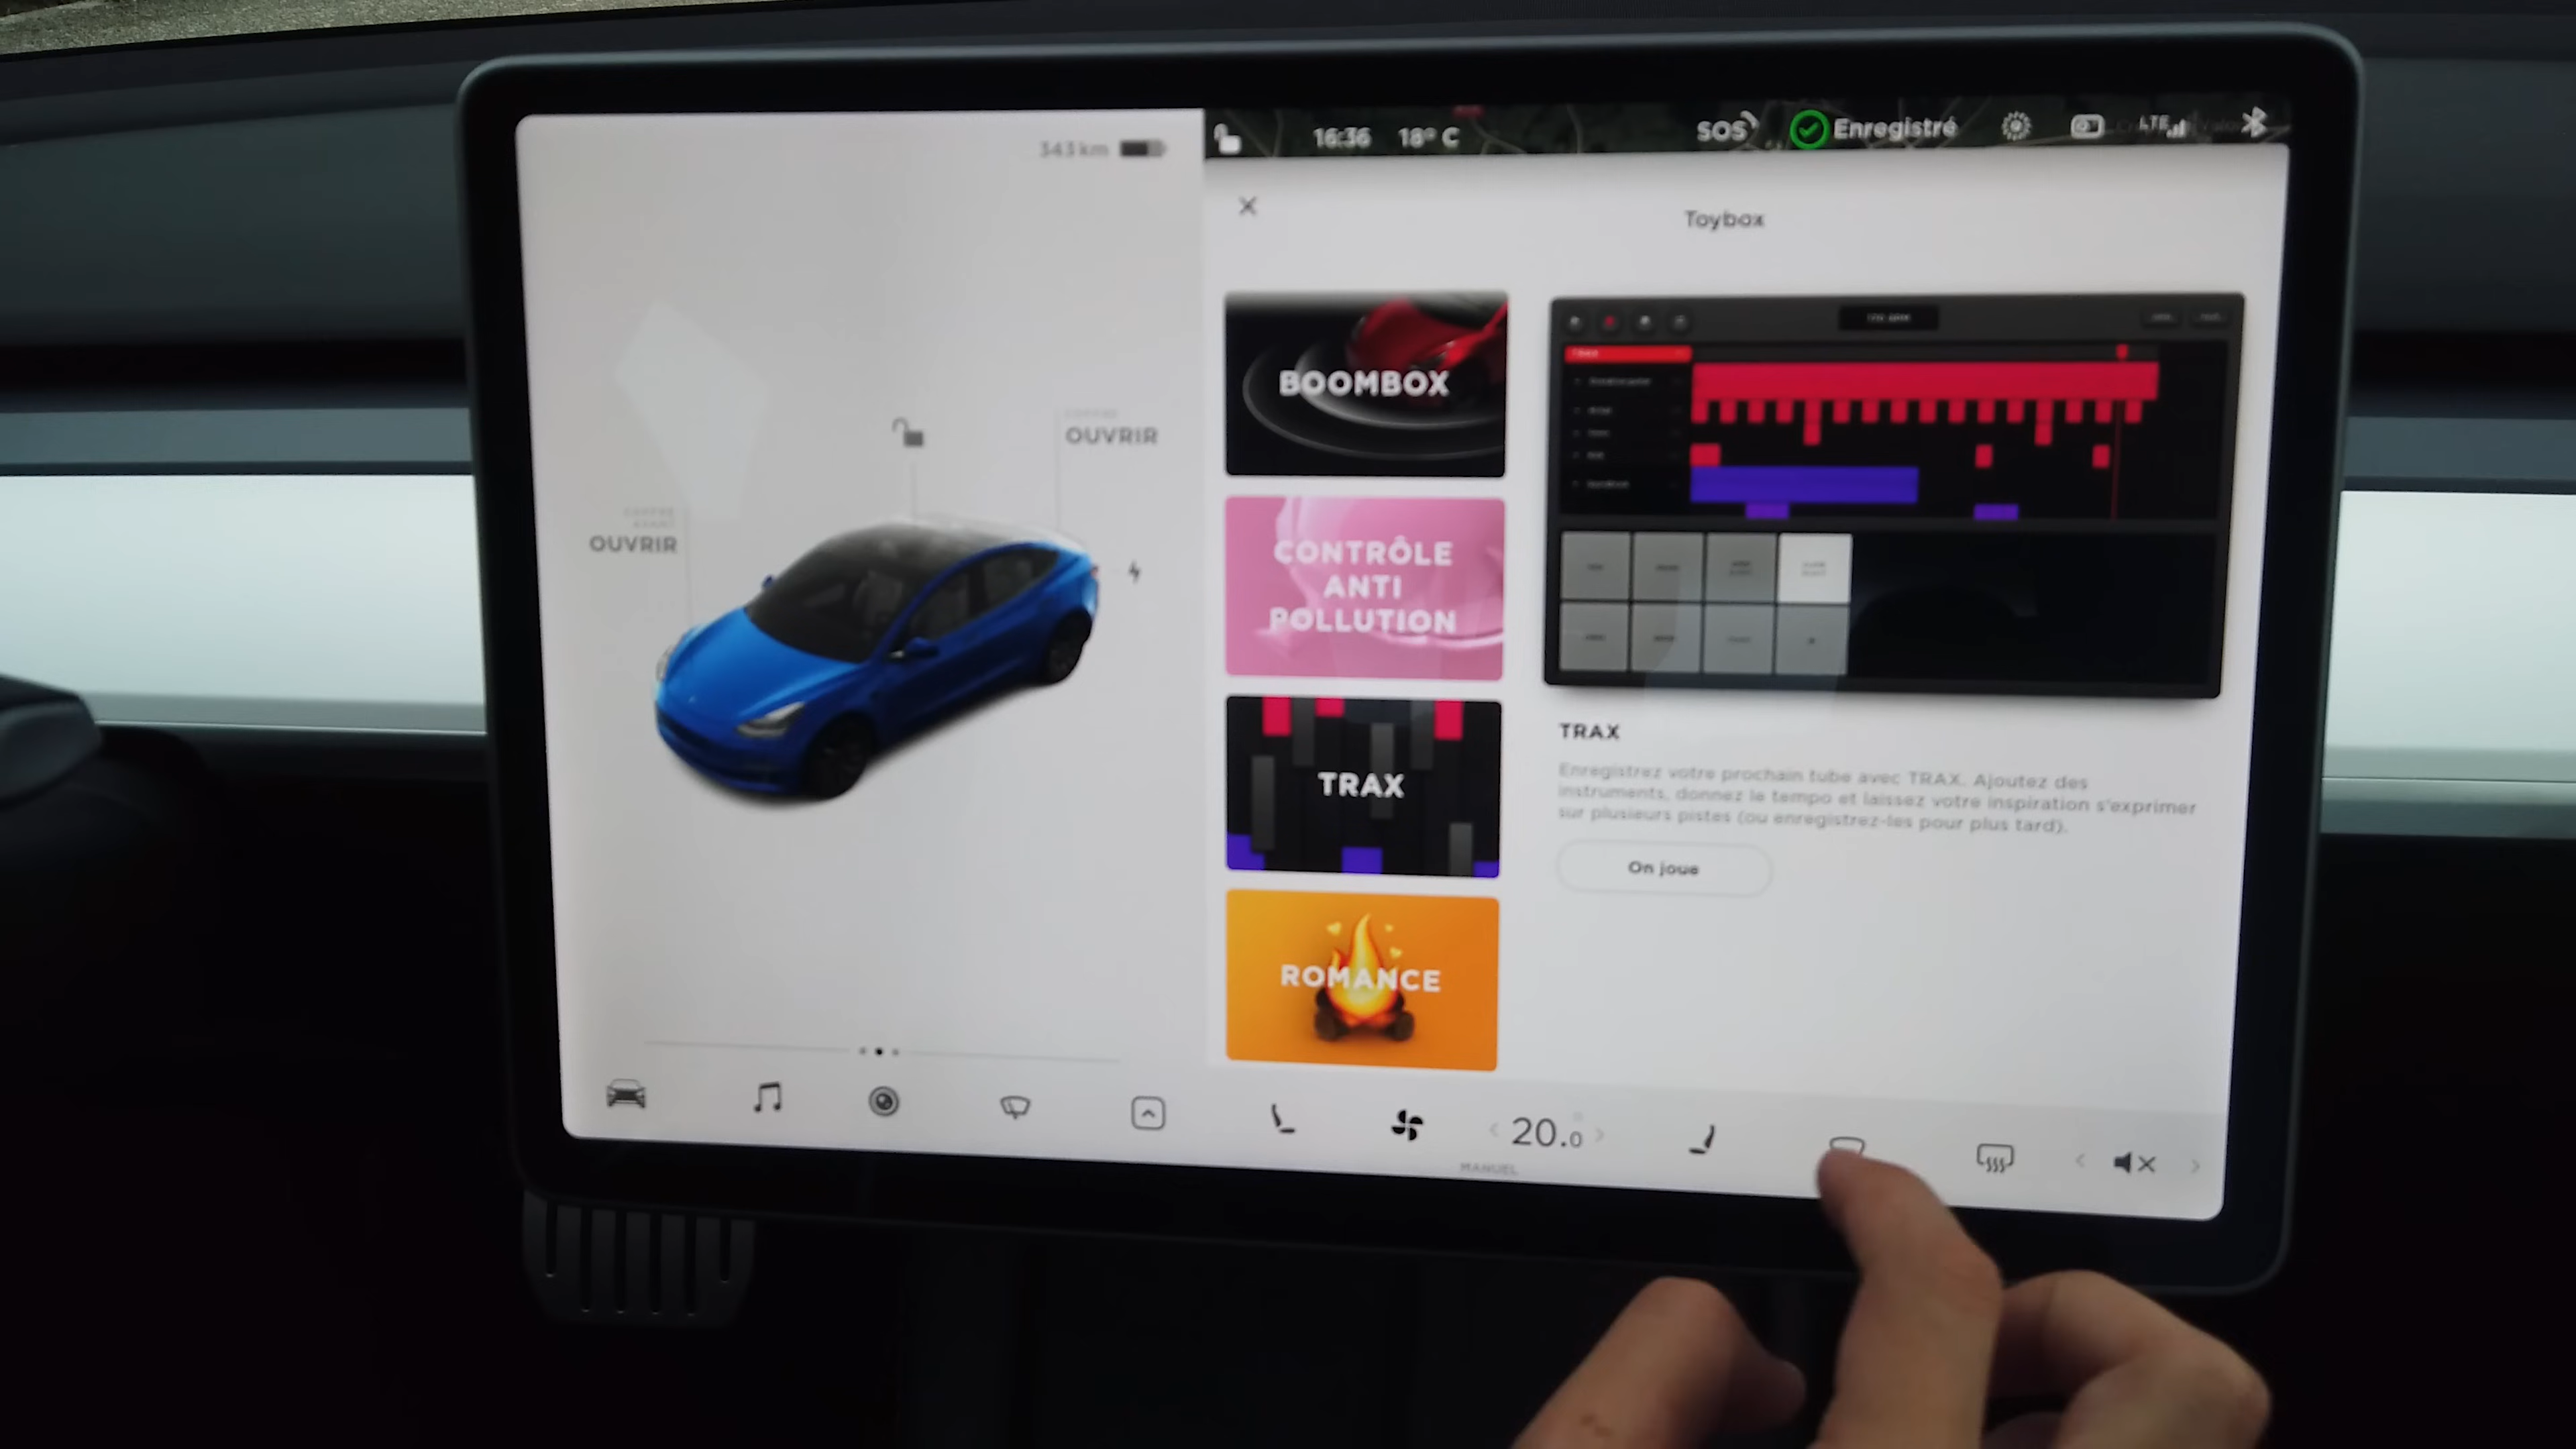 343 km
16:36
18° C
SOS
Enregistré
LTE
Toybox
OUVRIR
OUVRIR
BOOMBOX
CONTRÔLE
ANTI
POLLUTION
TRAX
ROMANCE
TRAX
Enregistrez votre prochain tube avec TRAX. Ajoutez des
instruments, donnez le tempo et laissez votre inspiration s'exprimer
sur plusieurs pistes (ou enregistrez-les pour plus tard).
On joue
20.0
MANUEL